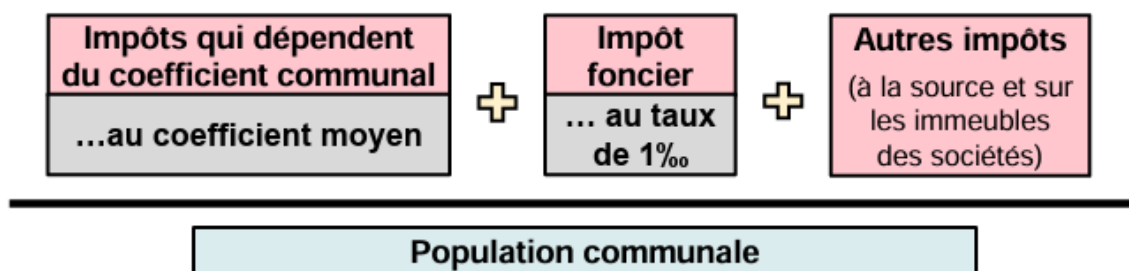 Impôts qui dépendent
du coefficient communal
…au coefficient moyen
Impôt
foncier
… au taux
de 1‰
Autres impôts
(à la source et sur
les immeubles
des sociétés)
Population communale